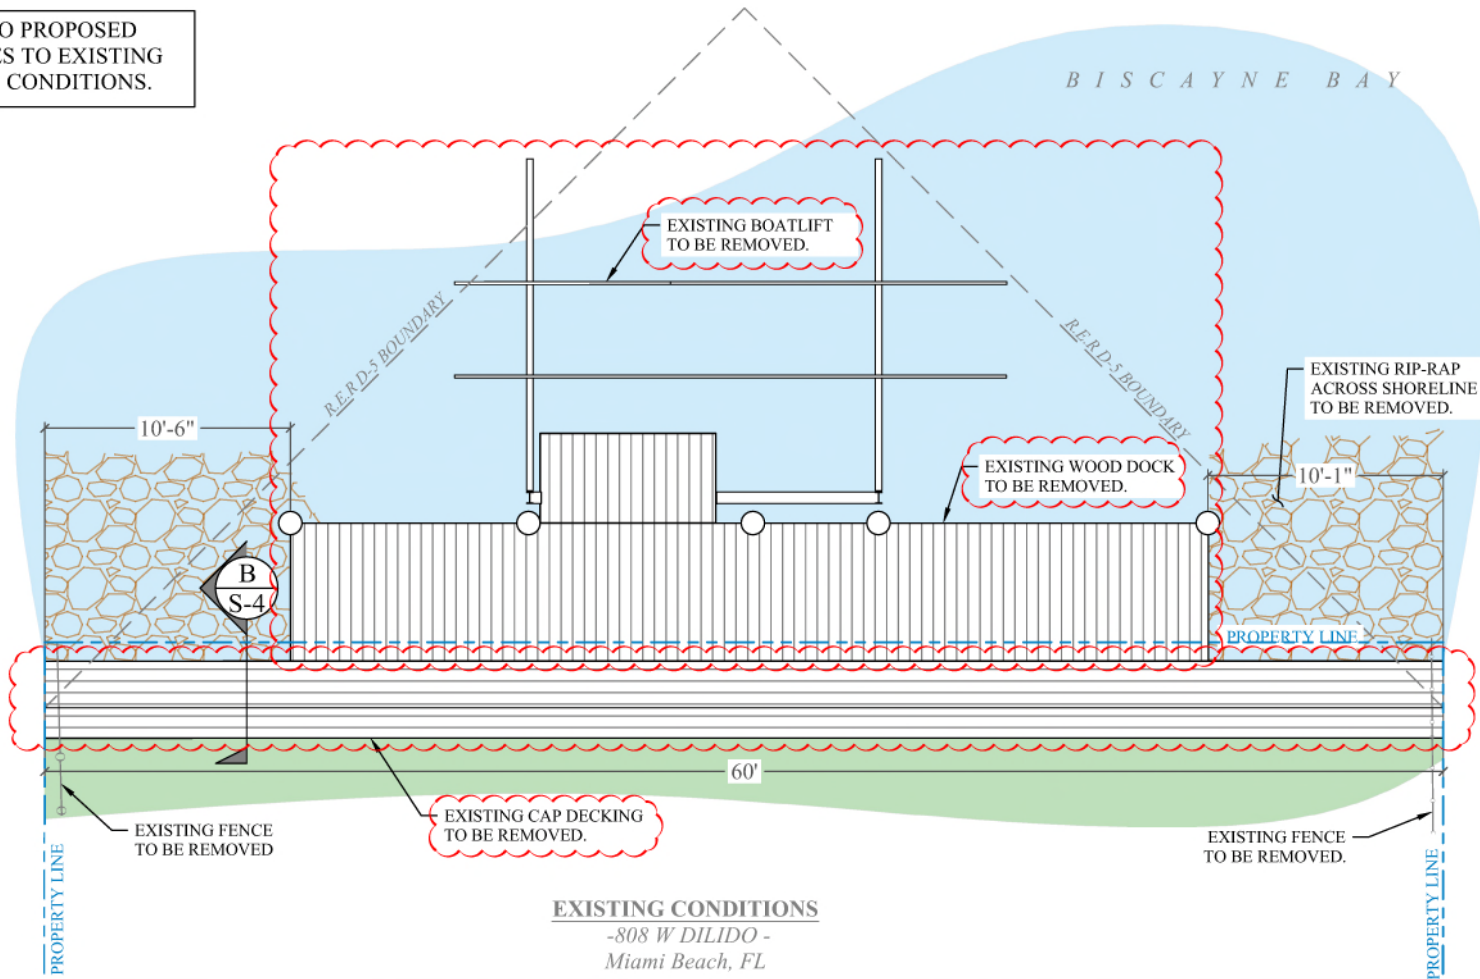 O PROPOSED
ES TO EXISTING
CONDITIONS.
BISCAYNE BAY
EXISTING BOATLIFT
TO BE REMOVED.
R.E.R D-5 BOUNDARY
R.E.R D-5 BOUNDARY
EXISTING RIP-RAP
ACROSS SHORELINE
TO BE REMOVED.
10'-6"
EXISTING WOOD DOCK
TO BE REMOVED.
10'-1"
B
S-4
PROPERTY LINE
60'
EXISTING CAP DECKING
TO BE REMOVED.
EXISTING FENCE
TO BE REMOVED
EXISTING FENCE
TO BE REMOVED.
PROPERTY LINE
PROPERTY LINE
EXISTING CONDITIONS
-808 W DILIDO -
Miami Beach, FL